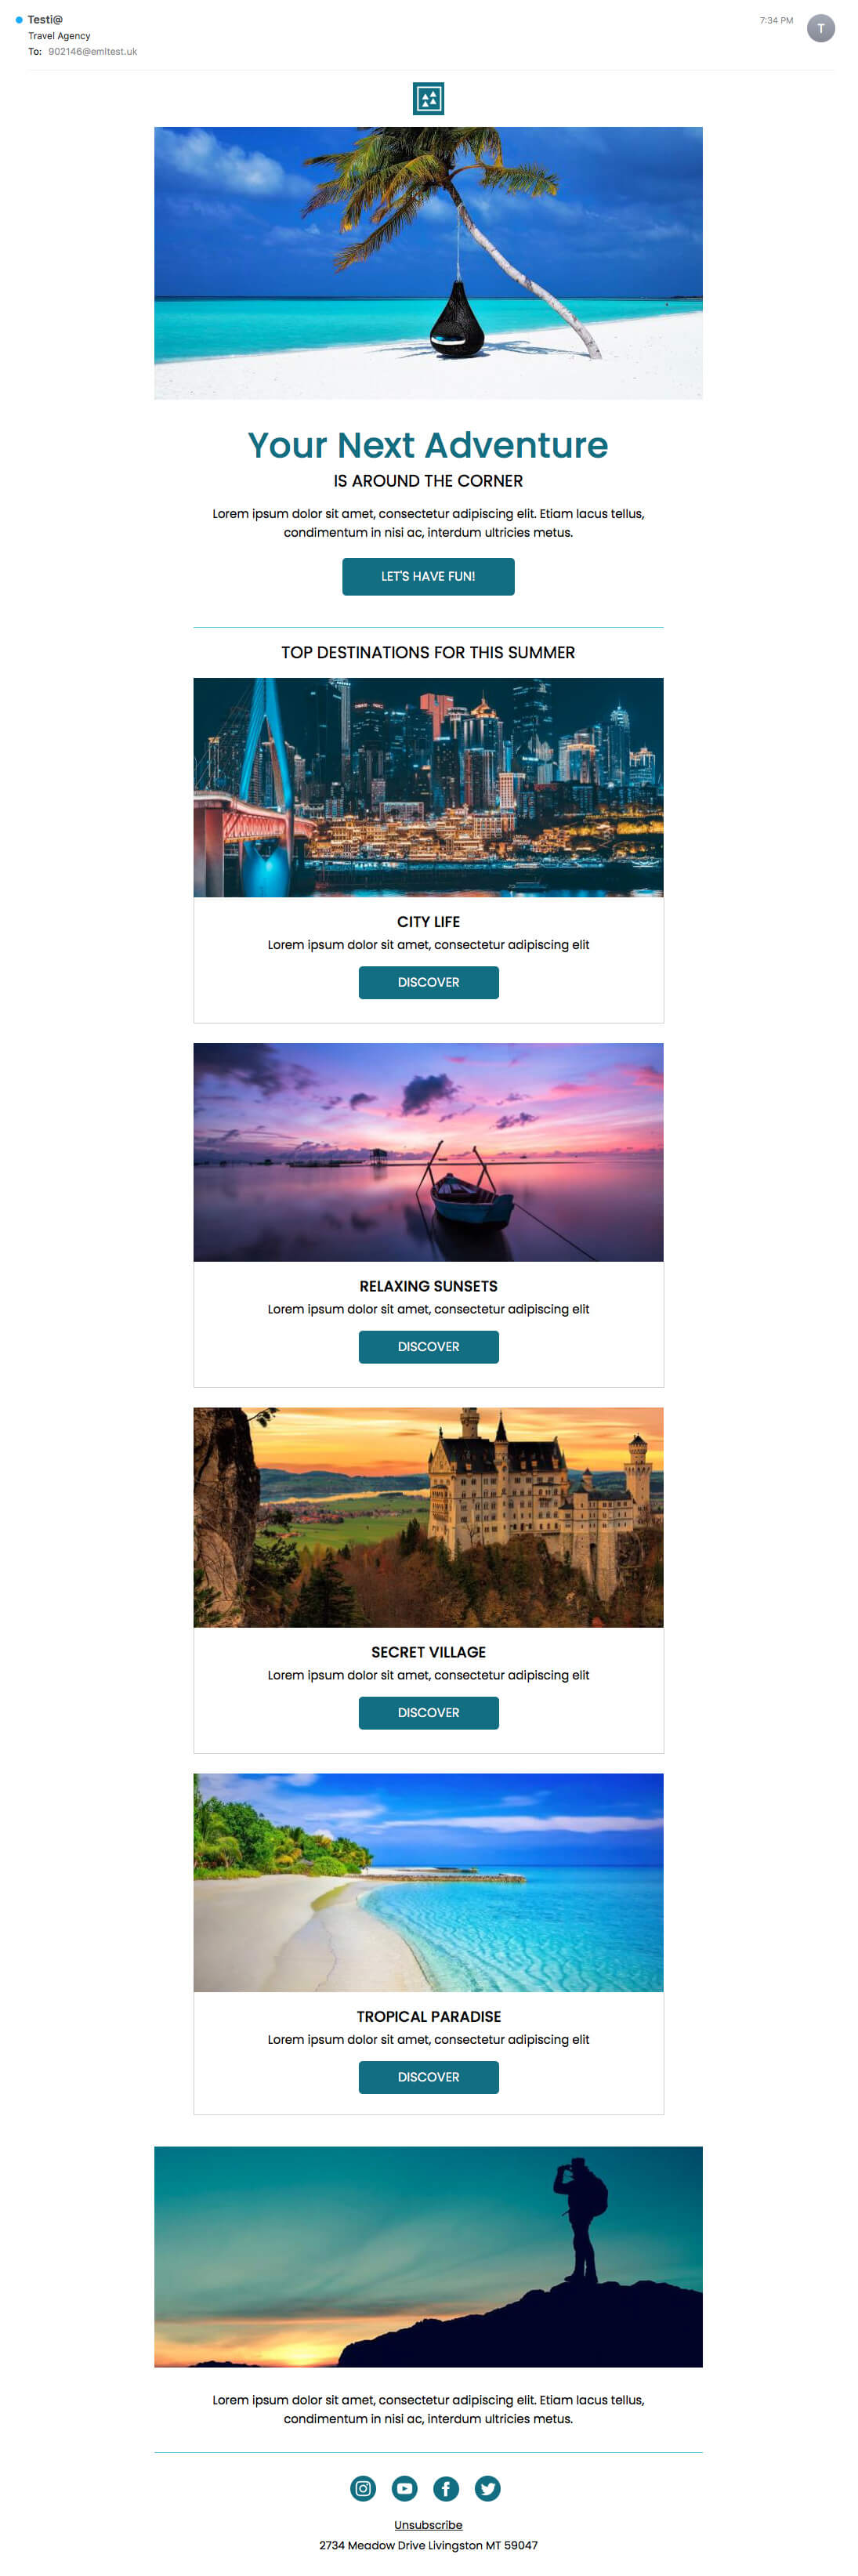 Testi@
7:34 PM
T
Travel Agency
To: 902146@emltest.uk
Your Next Adventure
IS AROUND THE CORNER
Lorem ipsum dolor sit amet, consectetur adipiscing elit. Etiam lacus tellus,
condimentum in nisi ac, interdum ultricies metus.
LET'S HAVE FUN!
TOP DESTINATIONS FOR THIS SUMMER
CITY LIFE
Lorem ipsum dolor sit amet, consectetur adipiscing elit
DISCOVER
RELAXING SUNSETS
Lorem ipsum dolor sit amet, consectetur adipiscing elit
DISCOVER
SECRET VILLAGE
Lorem ipsum dolor sit amet, consectetur adipiscing elit
DISCOVER
TROPICAL PARADISE
Lorem ipsum dolor sit amet, consectetur adipiscing elit
DISCOVER
Lorem ipsum dolor sit amet, consectetur adipiscing elit. Etiam lacus tellus,
condimentum in nisi ac, interdum ultricies metus.
Unsubscribe
2734 Meadow Drive Livingston MT 59047